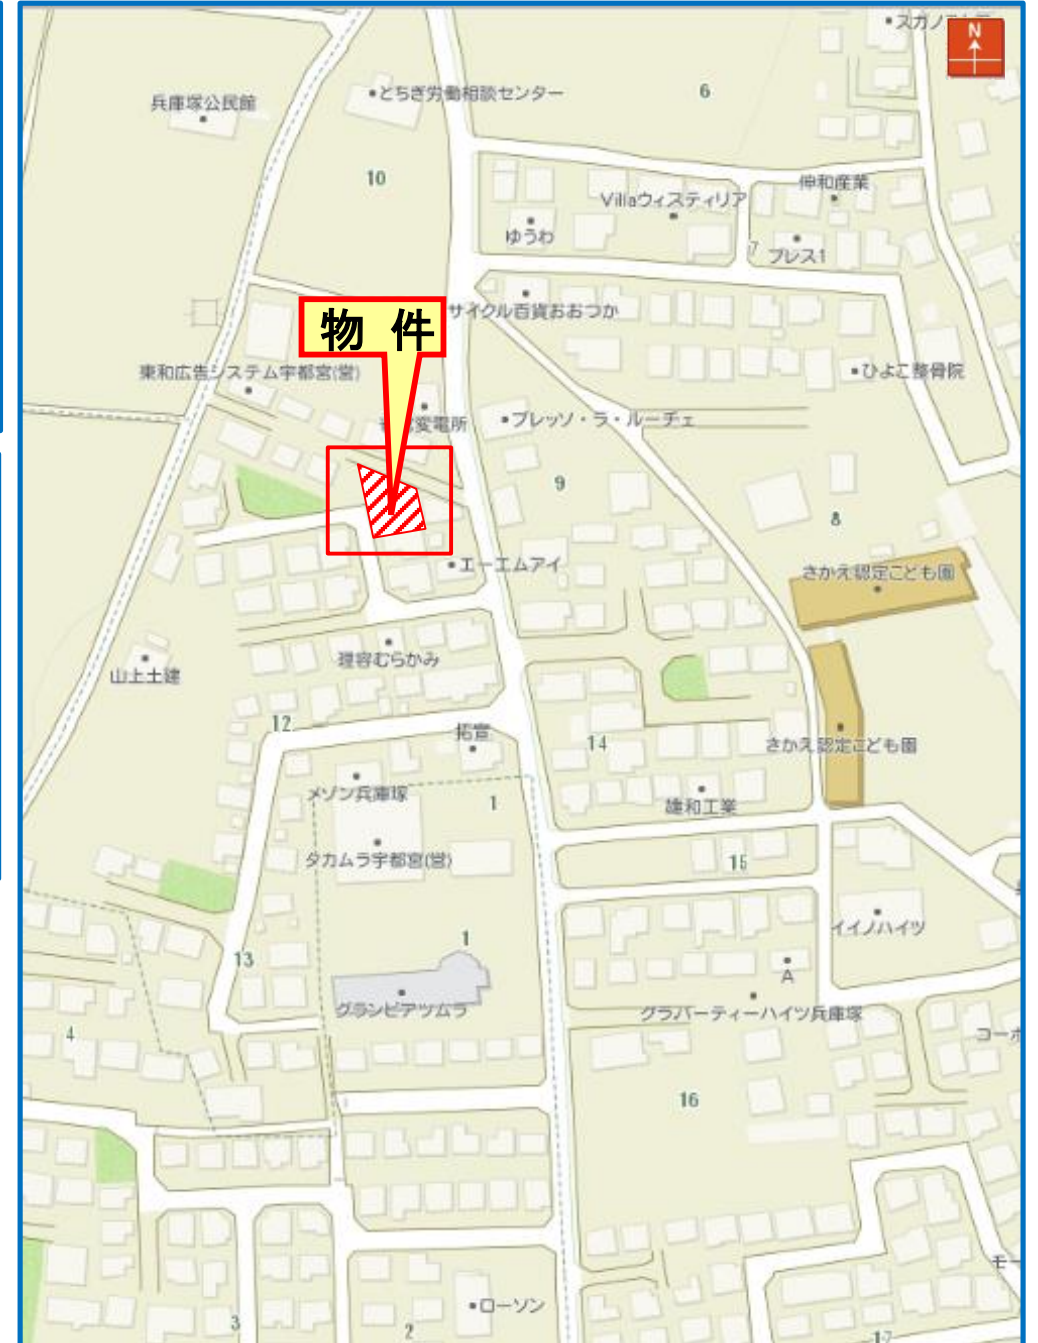 スガノ
N
兵庫塚公民館
とちぎ労働相談センター
6
10
Villaウィスティリア
伸和産業
ゆうわ
7
プレス1
サイクル百貨おおつか
物 件
東和広告システム宇都宮(営)
ひよこ整骨院
変電所
プレッソ・ラ・ルーチェ
9
8
エーエムアイ
さかえ認定こども園
理容むらかみ
山上土建
12
拓宣
14
さかえ認定こども園
メゾン兵庫塚
1
雄和工業
タカムラ宇都宮(営)
15
イイノハイツ
1
13
A
グランピアツムラ
グラバーティーハイツ兵庫塚
4
コーポ
16
モー
ローソン
3
2
17